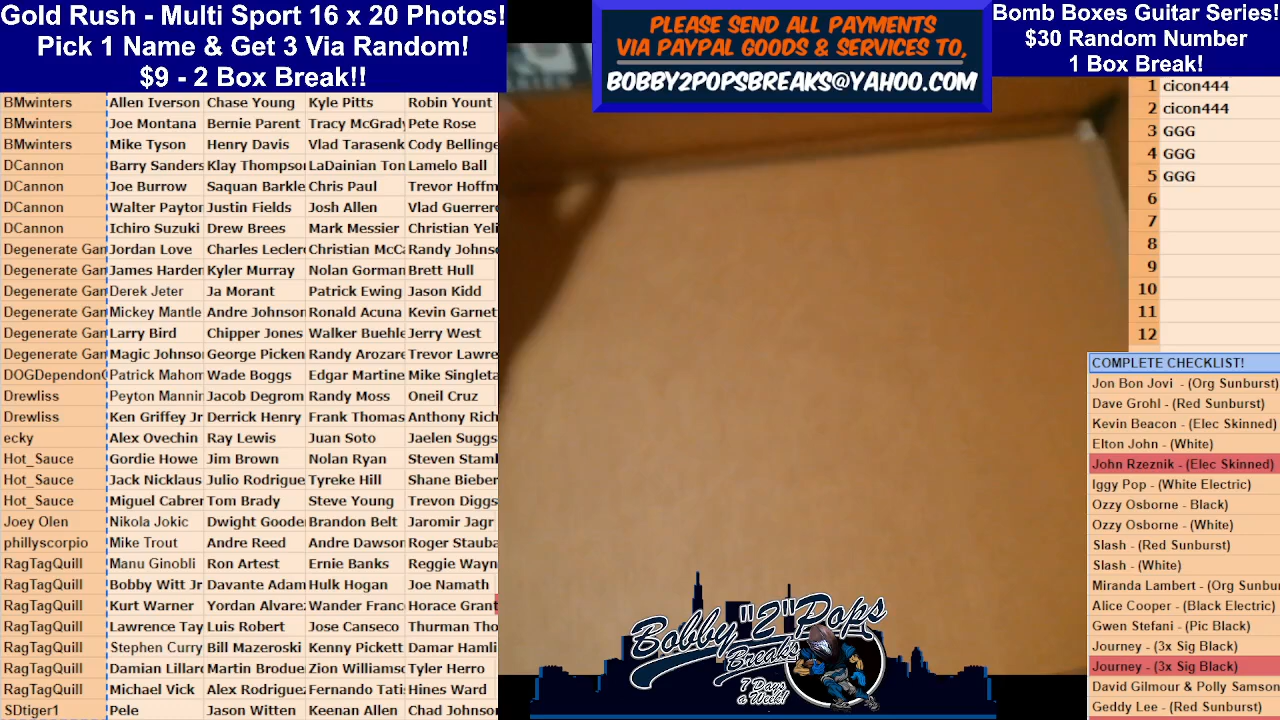 Gold Rush - Multi Sport 16 x 20 Photos!
Pick 1 Name & Get 3 Via Random!
$9 - 2 Box Break!!
BMwinters Allen Iverson Chase Young Kyle Pitts Robin Yount
BMwinters Joe Montana Bernie Parent Tracy McGrady Pete Rose
BMwinters Mike Tyson Henry Davis Vlad Tarasenk Cody Bellinge
DCannon Barry Sanders Klay Thompso LaDainian Ton Lamelo Ball
DCannon Joe Burrow Saquan Barkle Chris Paul Trevor Hoffm
DCannon Walter Payton Justin Fields Josh Allen Vlad Guerrer
DCannon Ichiro Suzuki Drew Brees Mark Messier Christian Yeli
Degenerate Gan Jordan Love Charles Lecler Christian McCa Randy Johns
Degenerate Gan James Harden Kyler Murray Nolan Gorman Brett Hull
Degenerate Gan Derek Jeter Ja Morant Patrick Ewing Jason Kidd
Degenerate Gan Mickey Mantle Andre Johnson Ronald Acuna Kevin Garnet
Degenerate Gan Larry Bird Chipper Jones Walker Buehle Jerry West
Degenerate Gan Magic Johnso George Picken Randy Arozare Trevor Lawre
DOGDependon Patrick Mahom Wade Boggs Edgar Martine Mike Singleta
Drewliss Peyton Mannin Jacob Degrom Randy Moss Oneil Cruz
Drewliss Ken Griffey Jr Derrick Henry Frank Thomas Anthony Rich
ecky Alex Ovechin Ray Lewis Juan Soto Jaelen Suggs
Hot_Sauce Gordie Howe Jim Brown Nolan Ryan Steven Staml
Hot_Sauce Jack Nicklaus Julio Rodrigue Tyreke Hill Shane Bieber
Hot_Sauce Miguel Cabrer Tom Brady Steve Young Trevon Diggs
Joey Olen Nikola Jokic Dwight Goode Brandon Belt Jaromir Jagr
phillyscorpio Mike Trout Andre Reed Andre Dawson Roger Stauba
RagTagQuill Manu Ginobli Ron Artest Ernie Banks Reggie Wayn
RagTagQuill Bobby Witt Jr Davante Adam Hulk Hogan Joe Namath
RagTagQuill Kurt Warner Yordan Alvare Wander Franc Horace Grant
RagTagQuill Lawrence Tay Luis Robert Jose Canseco Thurman Tho
RagTagQuill Stephen Curry Bill Mazeroski Kenny Pickett Damar Hamli
RagTagQuill Damian Lillard Martin Brodue Zion Williams Tyler Herro
RagTagQuill Michael Vick Alex Rodrigue Fernando Tati Hines Ward
SDtiger1 Pele Jason Witten Keenan Allen Chad Johnso
PLEASE SEND ALL PAYMENTS
VIA PAYPAL GOODS & SERVICES TO,
BOBBY2POPSBREAKS@YAHOO.COM
Bobby "2" Pops
Breaks
7 Days
a Week!
Bomb Boxes Guitar Series!
$30 Random Number
1 Box Break!
1 cicon444
2 cicon444
3 GGG
4 GGG
5 GGG
6
7
8
9
10
11
12
COMPLETE CHECKLIST!
Jon Bon Jovi - (Org Sunburst)
Dave Grohl - (Red Sunburst)
Kevin Beacon - (Elec Skinned)
Elton John - (White)
John Rzeznik - (Elec Skinned)
Iggy Pop - (White Electric)
Ozzy Osborne - Black)
Ozzy Osborne - (White)
Slash - (Red Sunburst)
Slash - (White)
Miranda Lambert - (Org Sunbu
Alice Cooper - (Black Electric)
Gwen Stefani - (Pic Black)
Journey - (3x Sig Black)
Journey - (3x Sig Black)
David Gilmour & Polly Samson
Geddy Lee - (Red Sunburst)